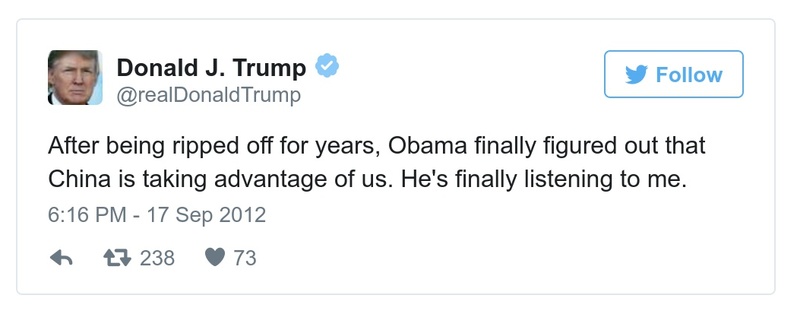 Donald J. Trump
Follow
@realDonaldTrump
After being ripped off for years, Obama finally figured out that
China is taking advantage of us. He's finally listening to me.
6:16 PM - 17 Sep 2012
238 73